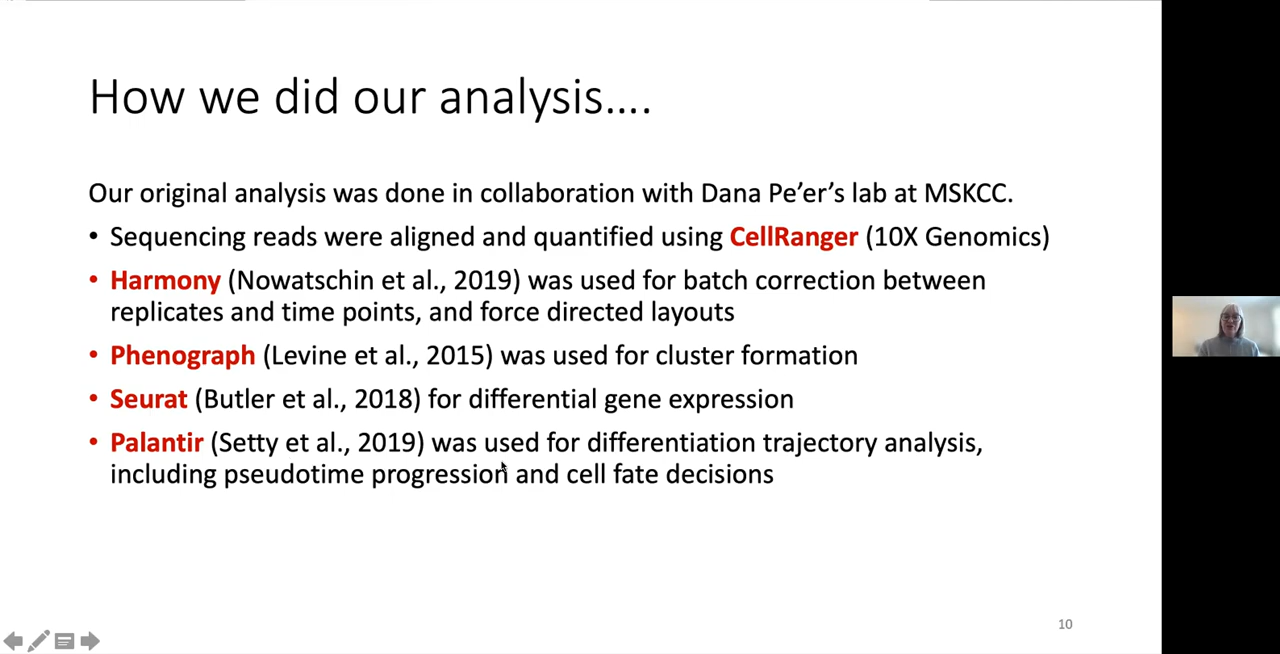 How we did our analysis....
Our original analysis was done in collaboration with Dana Pe’er’s lab at MSKCC.
• Sequencing reads were aligned and quantified using CellRanger (10X Genomics)
• Harmony (Nowatschin et al., 2019) was used for batch correction between
replicates and time points, and force directed layouts
• Phenograph (Levine et al., 2015) was used for cluster formation
• Seurat (Butler et al., 2018) for differential gene expression
• Palantir (Setty et al., 2019) was used for differentiation trajectory analysis,
including pseudotime progression and cell fate decisions
10